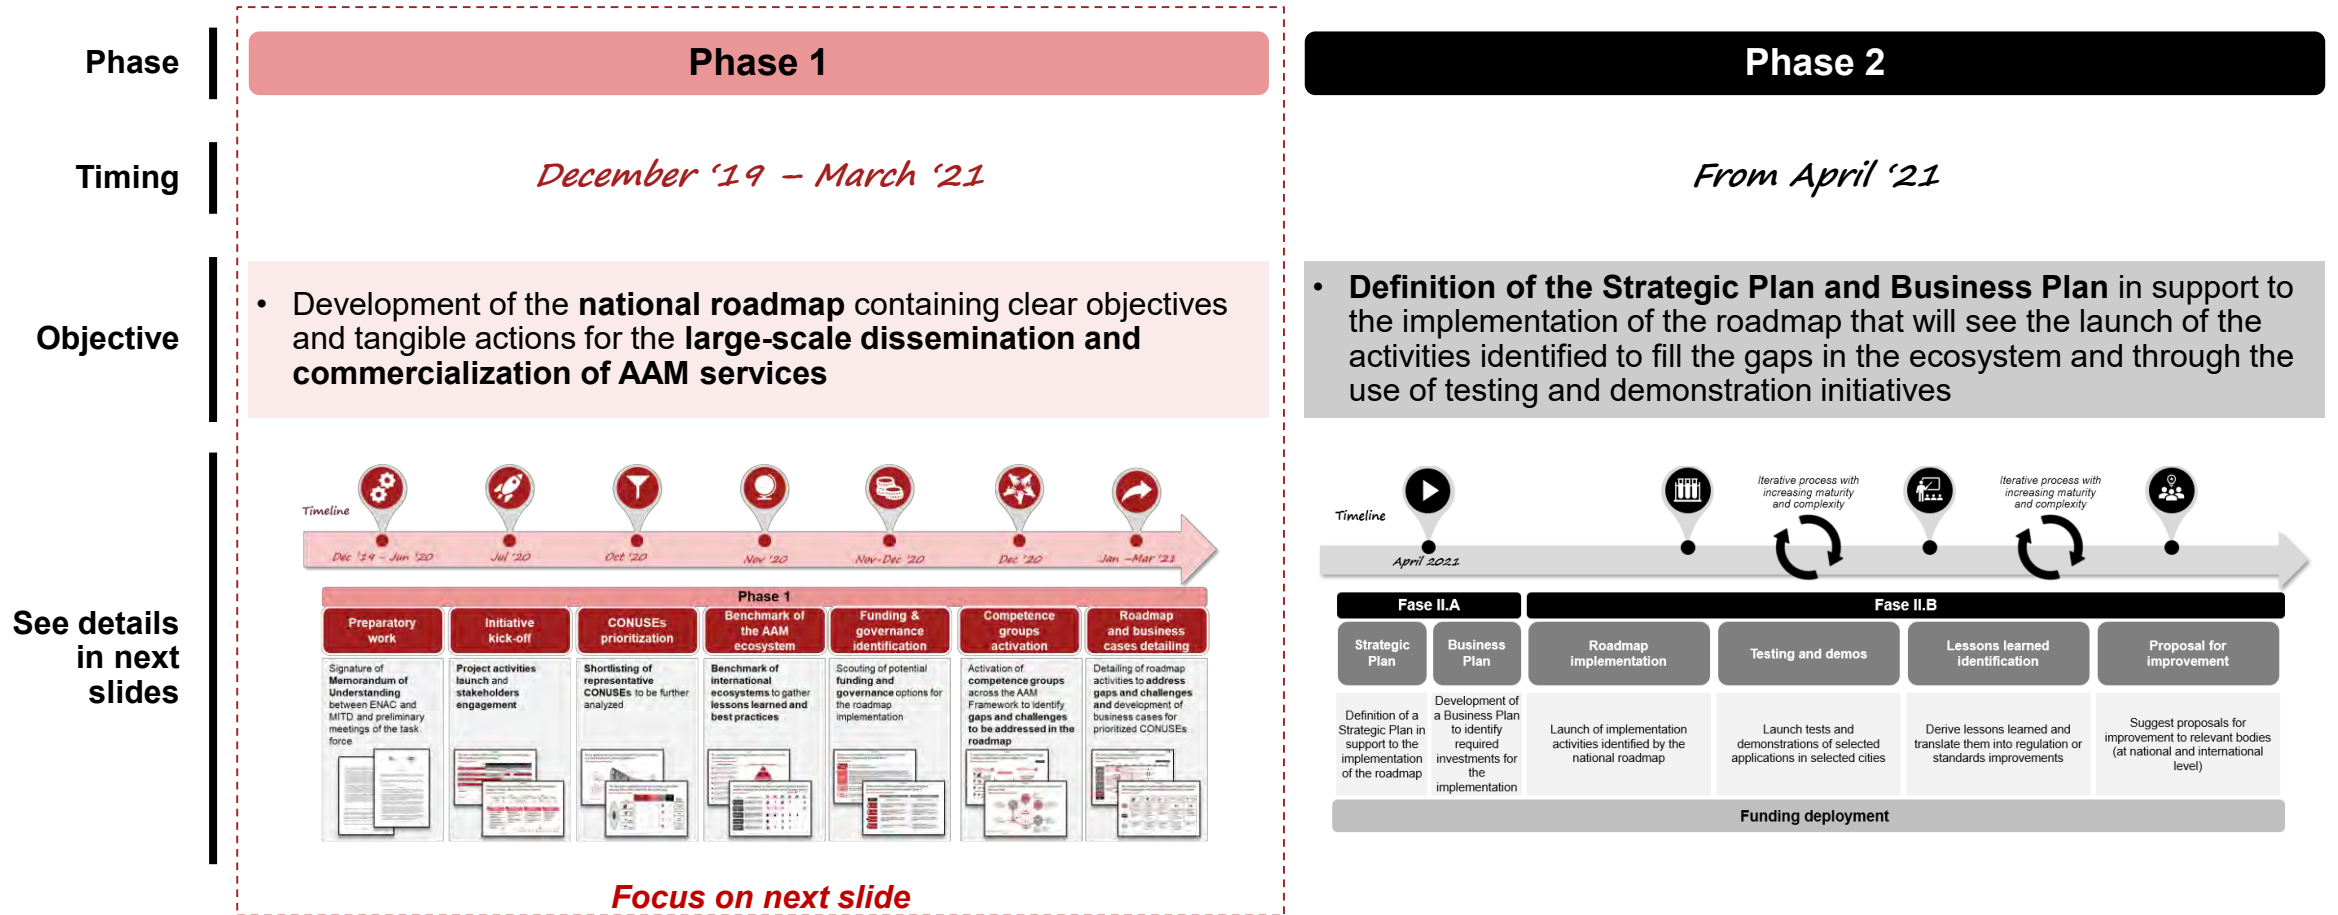 Phase
Phase 1
Phase 2
Timing
December ‘19 – March ‘21
From April ‘21
Objective
• Development of the national roadmap containing clear objectives
and tangible actions for the large-scale dissemination and
commercialization of AAM services
• Definition of the Strategic Plan and Business Plan in support to
the implementation of the roadmap that will see the launch of the
activities identified to fill the gaps in the ecosystem and through the
use of testing and demonstration initiatives
See details
in next
slides
Timeline
Dec '19 – Jun '20
Jul '20
Oct '20
Nov '20
Nov-Dec '20
Dec '20
Jan –Mar '21
Phase 1
Preparatory
work
Signature of
Memorandum of
Understanding
between ENAC and
MITD and preliminary
meetings of the task
force
Initiative
kick-off
Project activities
launch and
stakeholders
engagement
CONUSEs
prioritization
Shortlisting of
representative
CONUSEs to be further
analyzed
Benchmark of
the AAM
ecosystem
Benchmark of
international
ecosystems to gather
lessons learned and
best practices
Funding &
governance
identification
Scouting of potential
funding and
governance options for
the roadmap
implementation
Competence
groups
activation
Activation of
competence groups
across the AAM
Framework to identify
gaps and challenges
to be addressed in the
roadmap
Roadmap
and business
cases detailing
Detailing of roadmap
activities to address
gaps and challenges
and development of
business cases for
prioritized CONUSEs
Focus on next slide
Timeline
April 2021
Iterative process with
increasing maturity
and complexity
Iterative process with
increasing maturity
and complexity
Fase II.A
Fase II.B
Strategic
Plan
Definition of a
Strategic Plan in
support to the
implementation
of the roadmap
Business
Plan
Development of
a Business Plan
to identify
required
investments for
the
implementation
Roadmap
implementation
Launch of implementation
activities identified by the
national roadmap
Testing and demos
Launch tests and
demonstrations of selected
applications in selected cities
Lessons learned
identification
Derive lessons learned and
translate them into regulation or
standards improvements
Proposal for
improvement
Suggest proposals for
improvement to relevant bodies
(at national and international
level)
Funding deployment